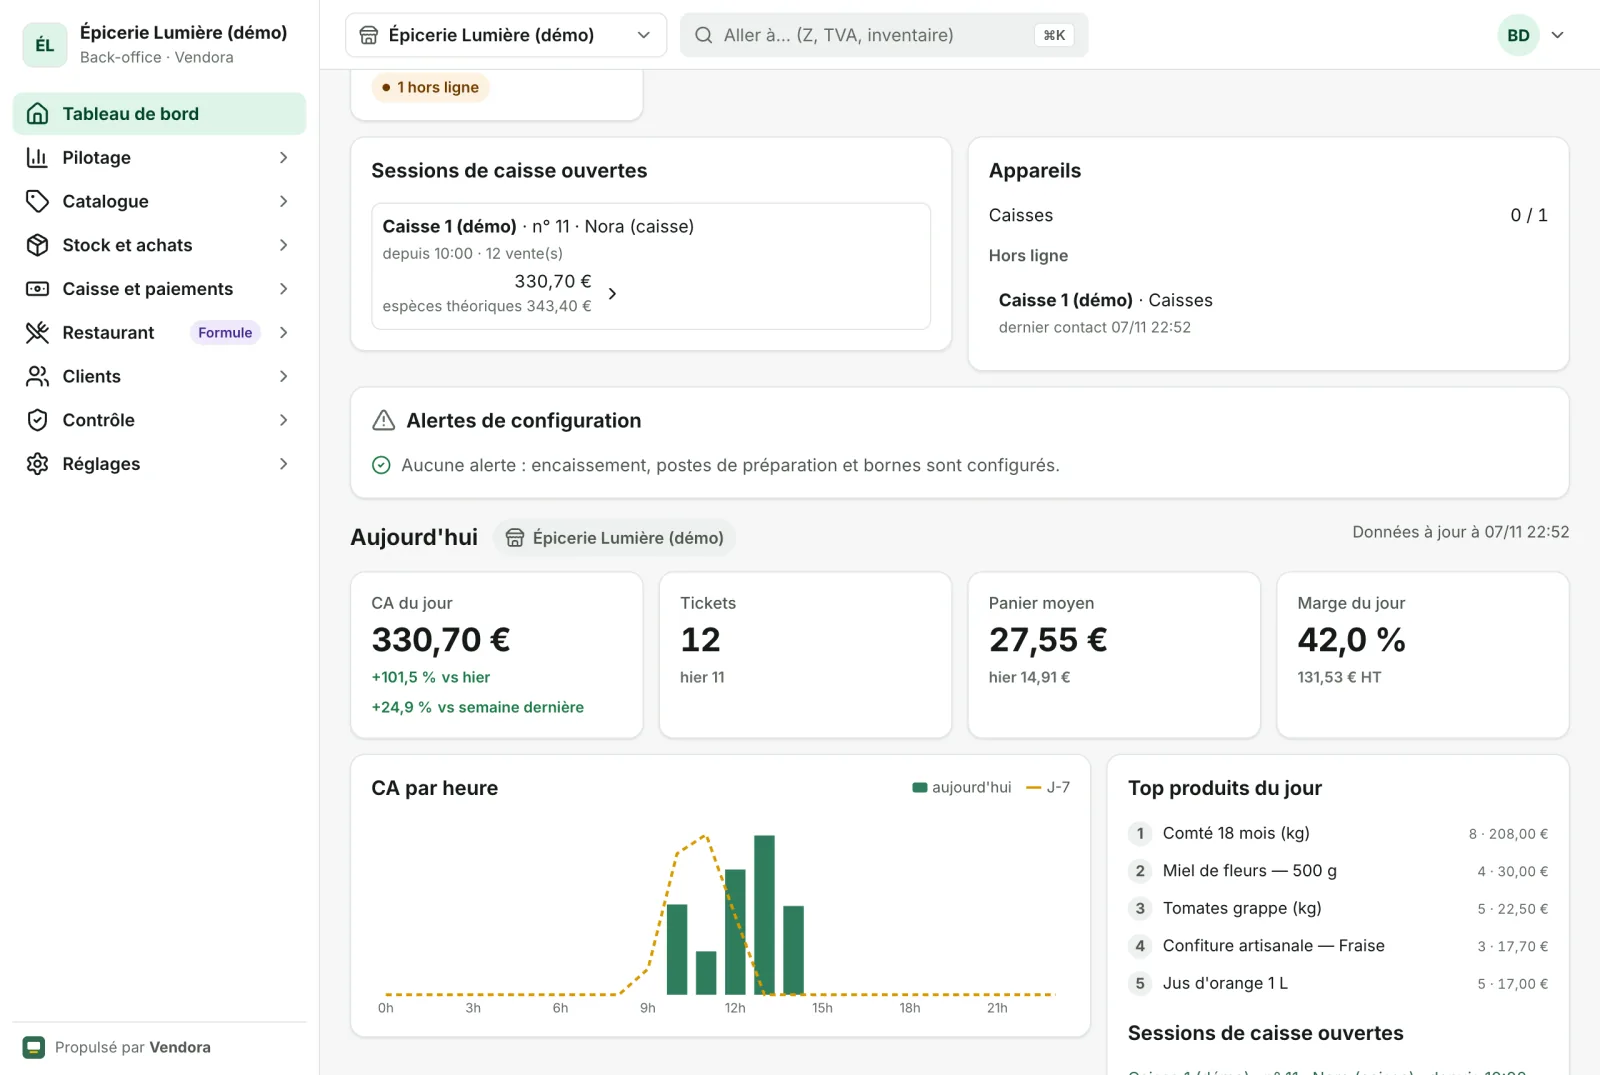 ÉL
Épicerie Lumière (démo)
Back-office · Vendora
Tableau de bord
Pilotage
Catalogue
Stock et achats
Caisse et paiements
Restaurant
Formule
Clients
Contrôle
Réglages
Propulsé par Vendora
Épicerie Lumière (démo)
Aller à... (Z, TVA, inventaire)
⌘K
BD
1 hors ligne
Sessions de caisse ouvertes
Caisse 1 (démo) · n° 11 · Nora (caisse)
depuis 10:00 · 12 vente(s)
330,70 €
espèces théoriques 343,40 €
Appareils
Caisses
0 / 1
Hors ligne
Caisse 1 (démo) · Caisses
dernier contact 07/11 22:52
Alertes de configuration
Aucune alerte : encaissement, postes de préparation et bornes sont configurés.
Aujourd'hui
Épicerie Lumière (démo)
Données à jour à 07/11 22:52
CA du jour
330,70 €
+101,5 % vs hier
+24,9 % vs semaine dernière
Tickets
12
hier 11
Panier moyen
27,55 €
hier 14,91 €
Marge du jour
42,0 %
131,53 € HT
CA par heure
aujourd'hui
J-7
0h 3h 6h 9h 12h 15h 18h 21h
Top produits du jour
1 Comté 18 mois (kg) 8 · 208,00 €
2 Miel de fleurs — 500 g 4 · 30,00 €
3 Tomates grappe (kg) 5 · 22,50 €
4 Confiture artisanale — Fraise 3 · 17,70 €
5 Jus d'orange 1 L 5 · 17,00 €
Sessions de caisse ouvertes